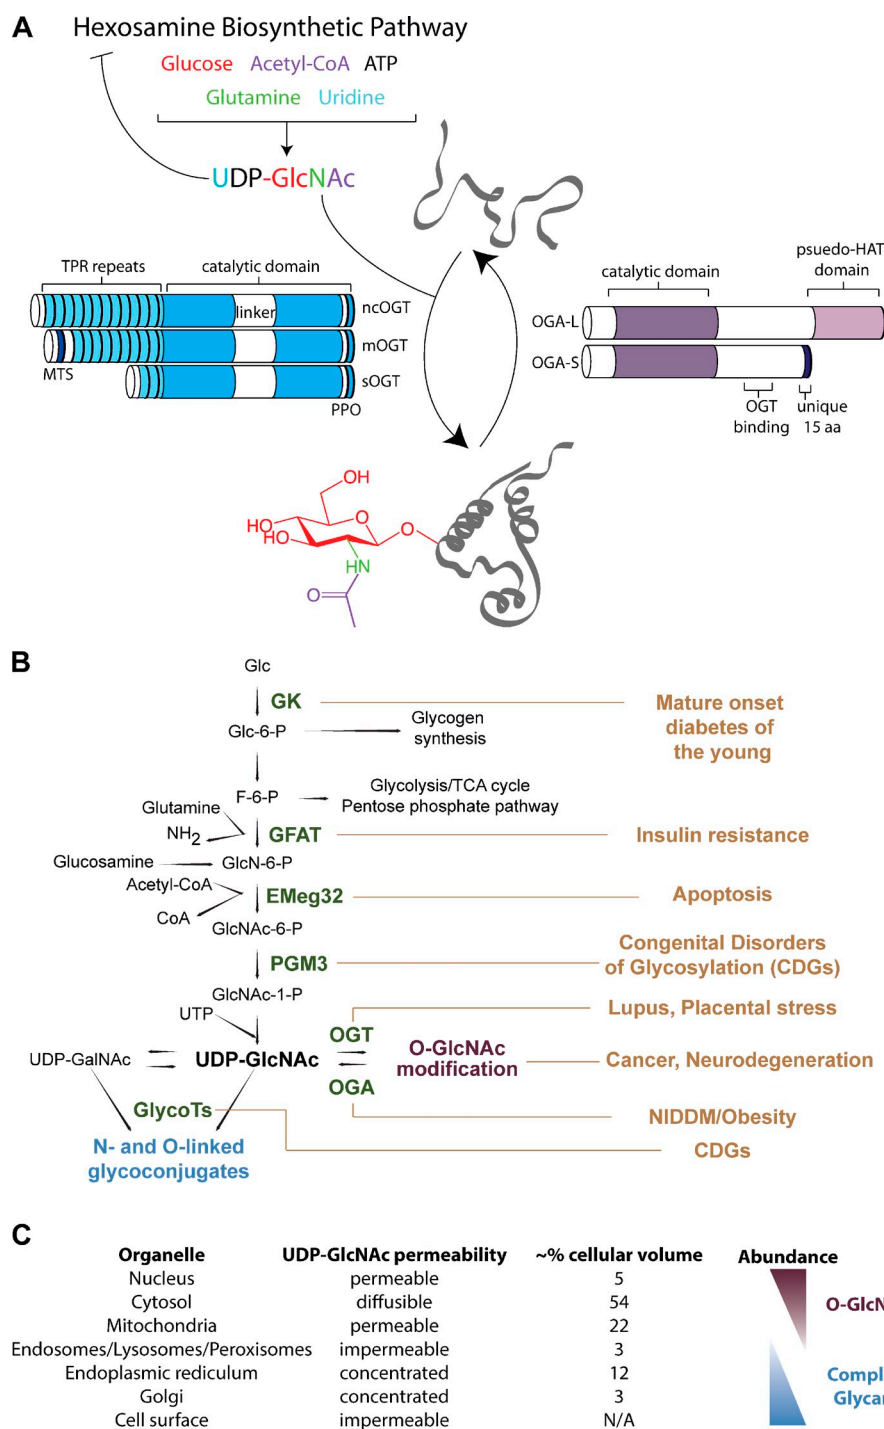 A
Hexosamine Biosynthetic Pathway
Glucose Acetyl-CoA ATP
Glutamine Uridine
UDP-GlcNAc
TPR repeats
catalytic domain
linker
ncOGT
mOGT
sOGT
MTS
PPO
catalytic domain
psuedo-HAT
domain
OGA-L
OGA-S
OGT
binding
unique
15 aa
OH
HO
HO
O
O
HN
O
B
Glc
GK
Mature onset
diabetes of
the young
Glc-6-P
Glycogen
synthesis
F-6-P
Glycolysis/TCA cycle
Pentose phosphate pathway
Glutamine
NH2
GFAT
Insulin resistance
Glucosamine
GlcN-6-P
Acetyl-CoA
CoA
EMeg32
Apoptosis
GlcNAc-6-P
PGM3
Congenital Disorders
of Glycosylation (CDGs)
GlcNAc-1-P
UTP
OGT
Lupus, Placental stress
UDP-GalNAc
UDP-GlcNAc
O-GlcNAc
modification
Cancer, Neurodegeneration
OGA
NIDDM/Obesity
GlycoTs
CDGs
N- and O-linked
glycoconjugates
C
Organelle UDP-GlcNAc permeability ~% cellular volume Abundance
Nucleus permeable 5
Cytosol diffusible 54
Mitochondria permeable 22
Endosomes/Lysosomes/Peroxisomes impermeable 3
Endoplasmic rediculum concentrated 12
Golgi concentrated 3
Cell surface impermeable N/A
O-GlcN
Compl
Glycar